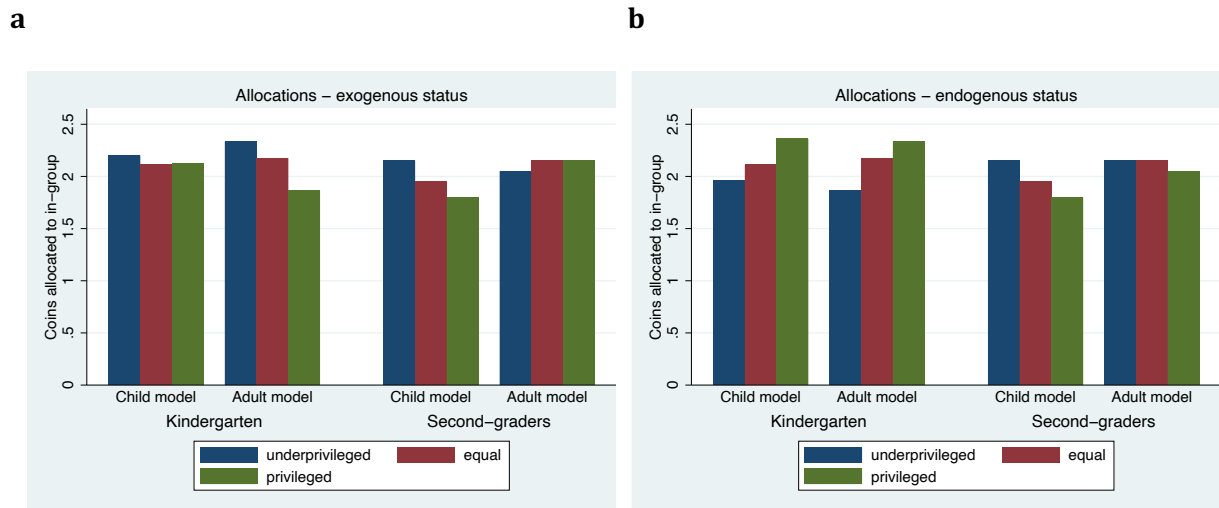 a
Allocations – exogenous status
Coins allocated to in-group
2.5
2
1.5
1
.5
0
Child model Adult model Child model Adult model
Kindergarten Second–graders
underprivileged equal
privileged
b
Allocations – endogenous status
Coins allocated to in-group
2.5
2
1.5
1
.5
0
Child model Adult model Child model Adult model
Kindergarten Second–graders
underprivileged equal
privileged